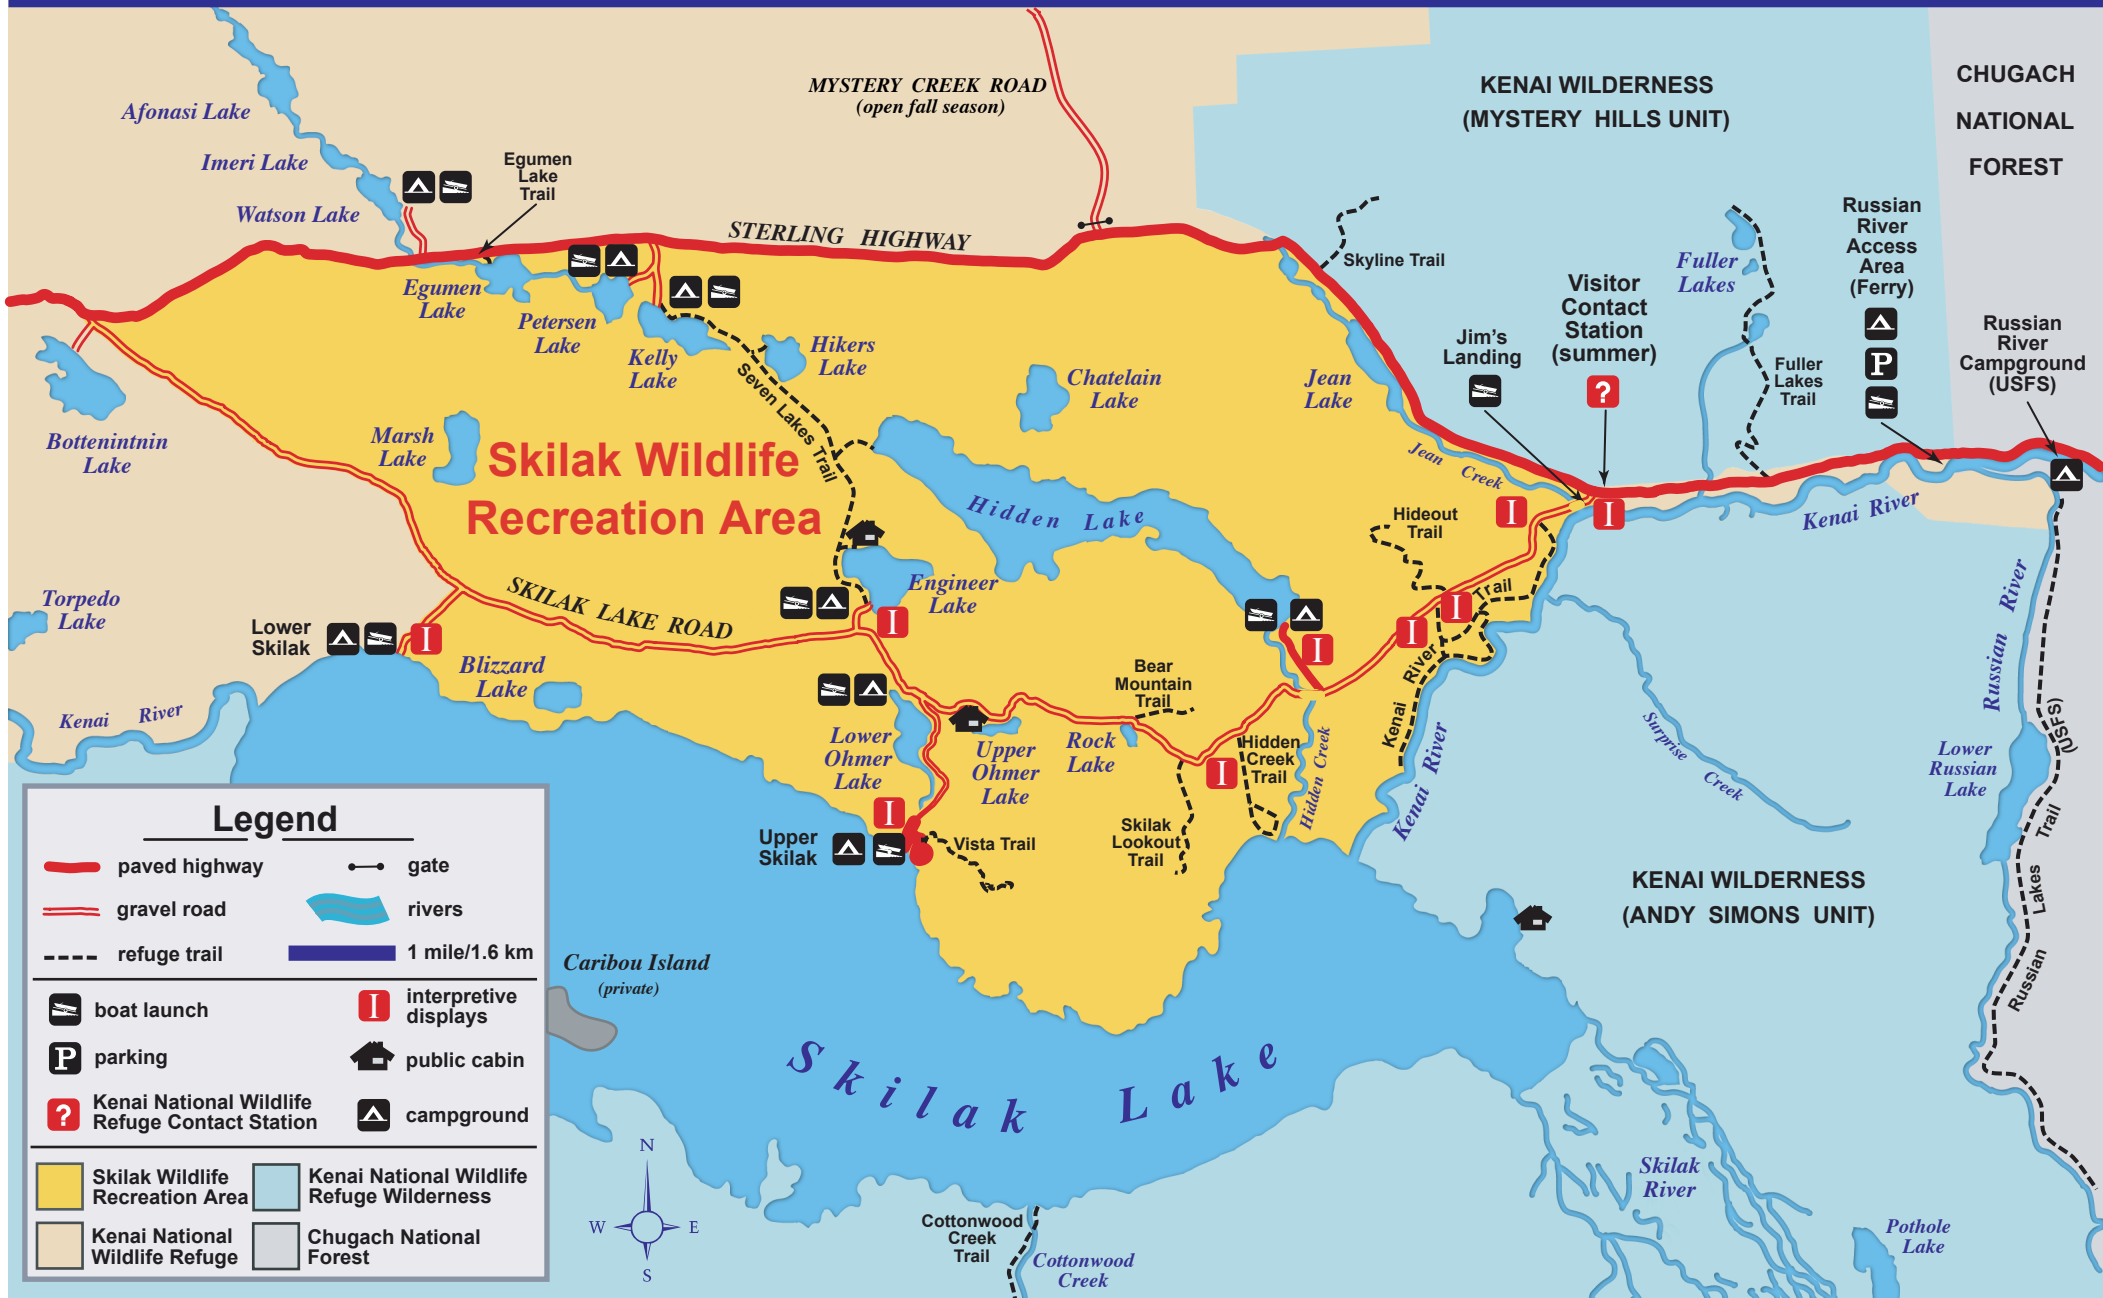 MYSTERY CREEK ROAD
(open fall season)
KENAI WILDERNESS
(MYSTERY HILLS UNIT)
CHUGACH
NATIONAL
FOREST
Afonasi Lake
Imeri Lake
Watson Lake
Egumen
Lake
Trail
STERLING HIGHWAY
Skyline Trail
Fuller
Lakes
Russian
River
Access
Area
(Ferry)
P
Visitor
Contact
Station
(summer)
?
Jim's
Landing
Russian
River
Campground
(USFS)
Fuller
Lakes
Trail
Egumen
Lake
Petersen
Lake
Kelly
Lake
Hikers
Lake
Seven Lakes Trail
Chatelain
Lake
Jean
Lake
Jean Creek
Bottenintnin
Lake
Marsh
Lake
Skilak Wildlife
Recreation Area
Hidden Lake
Hideout
Trail
I
I
Kenai River
Engineer
Lake
I
Torpedo
Lake
SKILAK LAKE ROAD
Lower
Skilak
I
Blizzard
Lake
Kenai River
I
I
I
Kenai River Trail
Bear
Mountain
Trail
Lower
Ohmer
Lake
Upper
Ohmer
Lake
Rock
Lake
I
Hidden
Creek
Trail
Hidden Creek
Kenai River
Surprise Creek
Russian River
Lower
Russian
Lake
Russian Lakes Trail (USFS)
I
Upper
Skilak
Vista Trail
Skilak
Lookout
Trail
KENAI WILDERNESS
(ANDY SIMONS UNIT)
Caribou Island
(private)
Skilak Lake
Skilak
River
Pothole
Lake
Cottonwood
Creek
Trail
Cottonwood
Creek
N
W E
S
Legend
paved highway
gate
gravel road
rivers
refuge trail
1 mile/1.6 km
boat launch
I
interpretive
displays
P
parking
public cabin
?
Kenai National Wildlife
Refuge Contact Station
campground
Skilak Wildlife
Recreation Area
Kenai National Wildlife
Refuge Wilderness
Kenai National
Wildlife Refuge
Chugach National
Forest